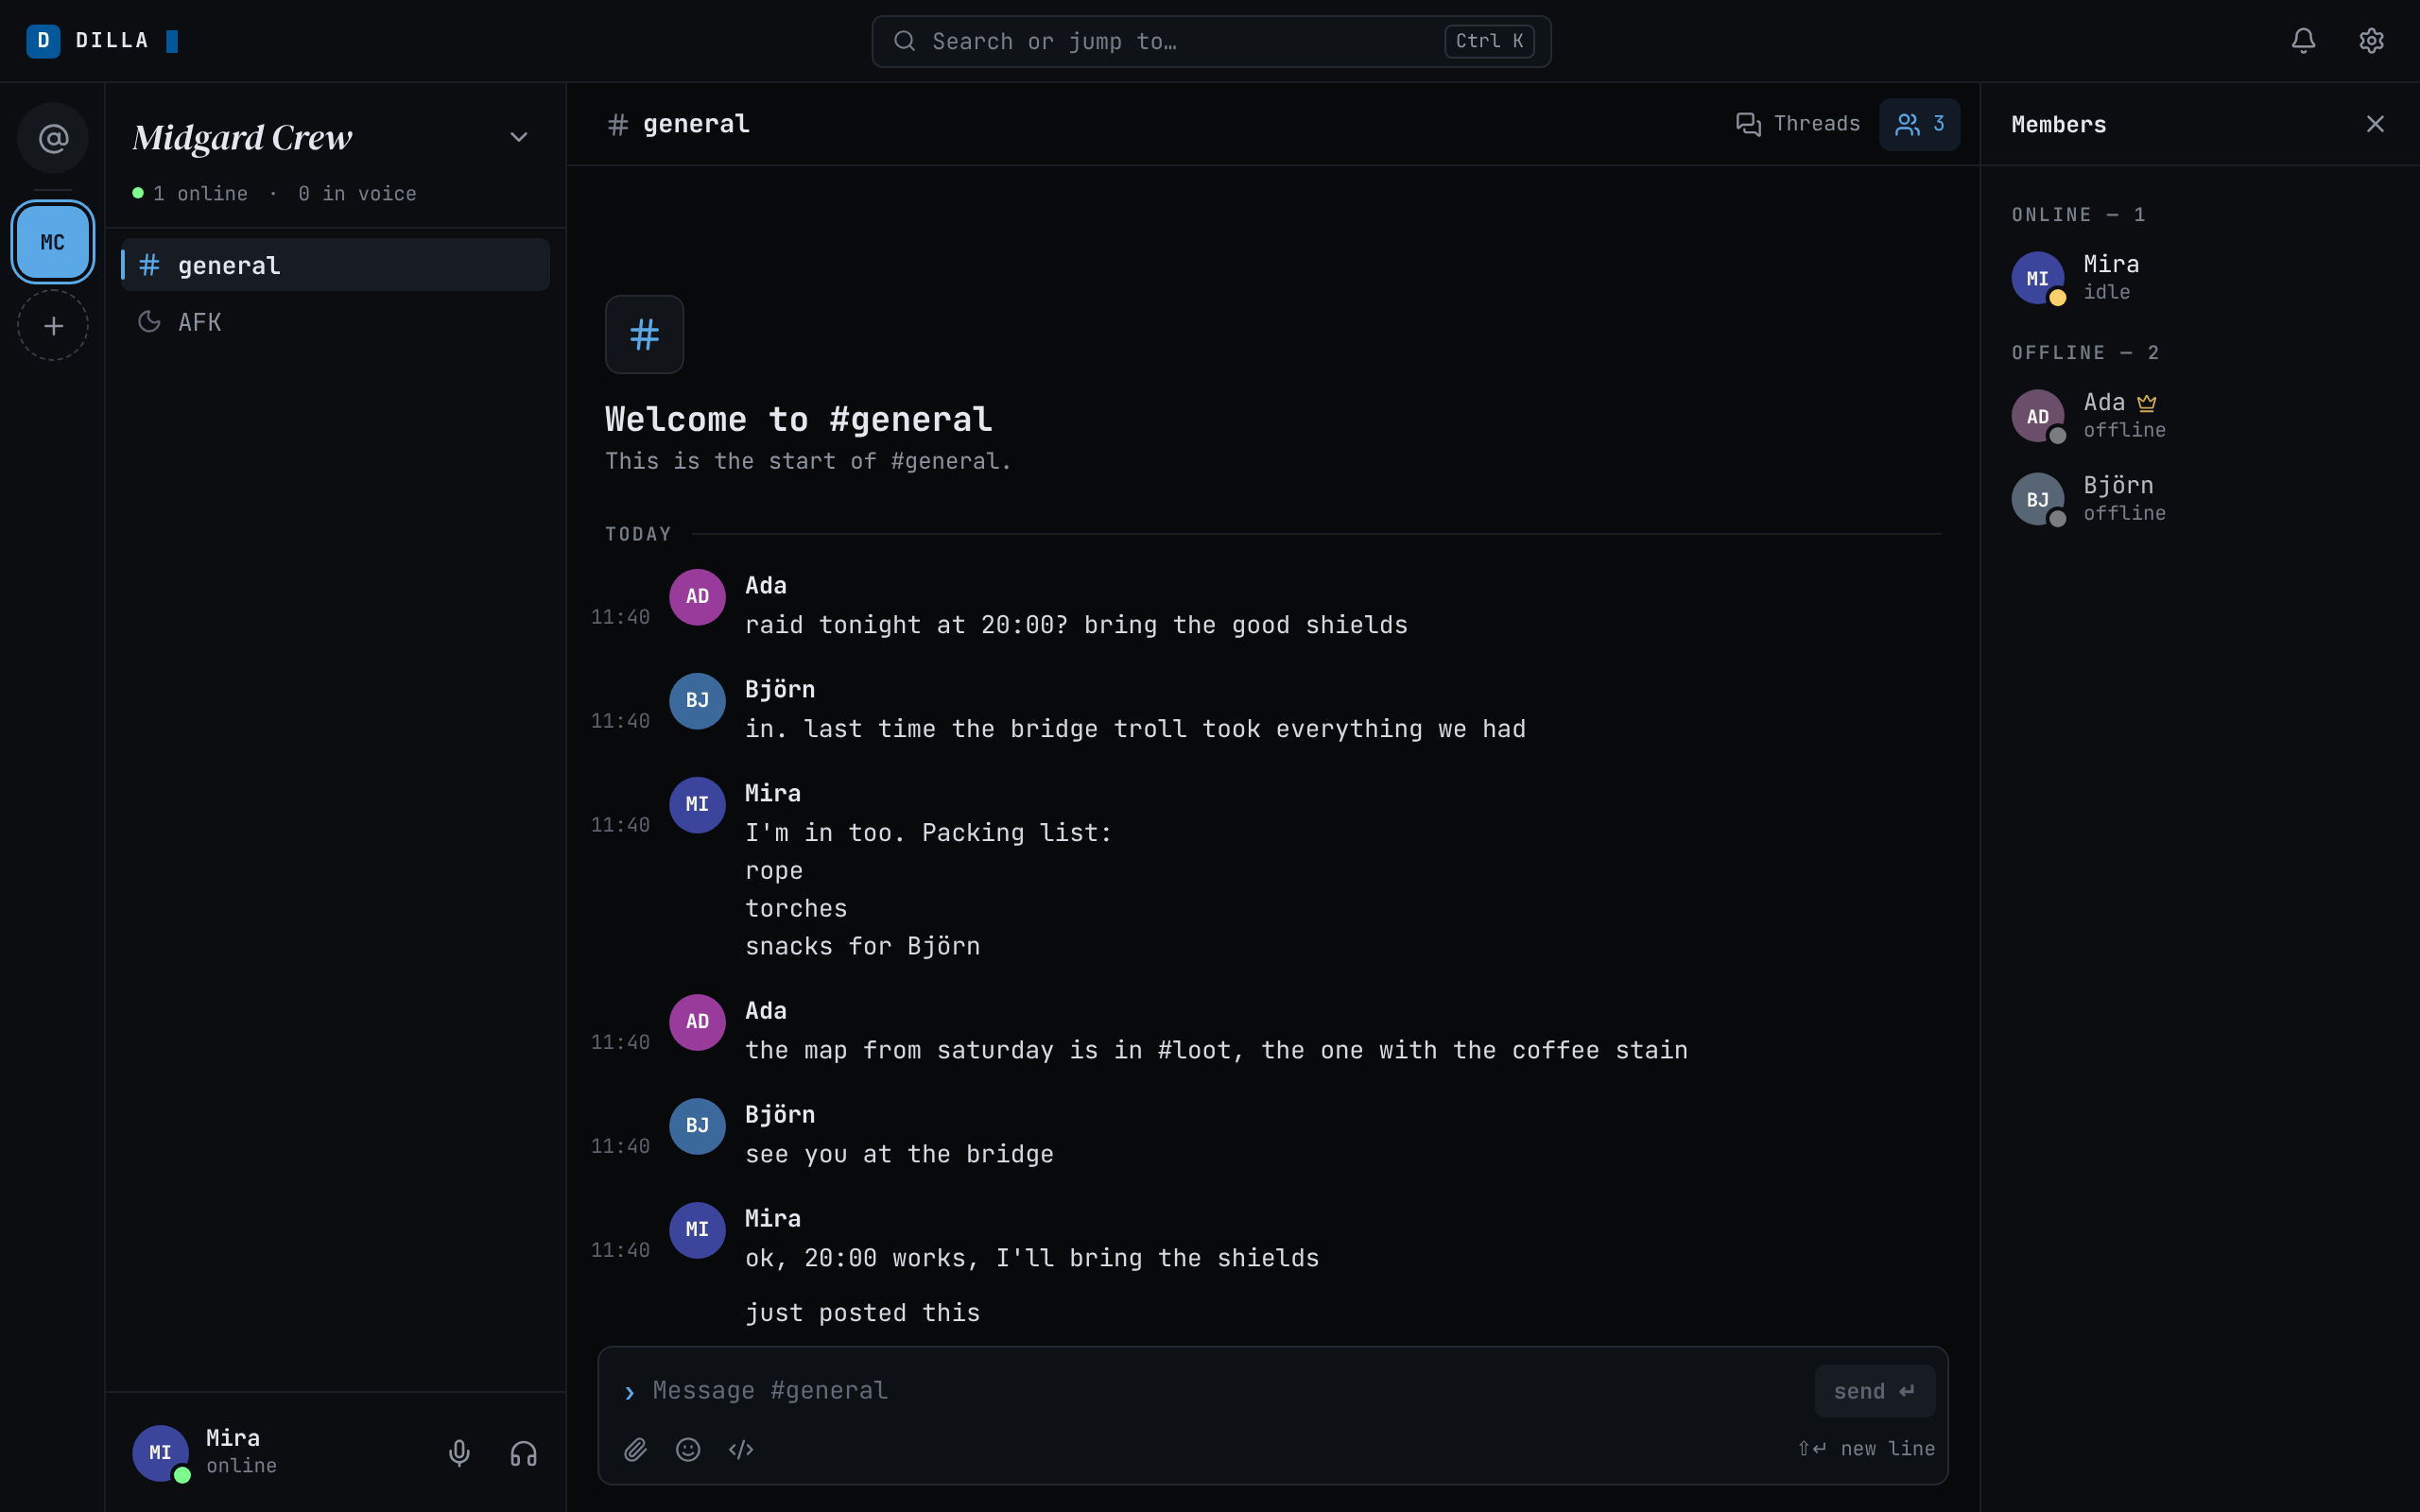 D DILLA
Search or jump to… Ctrl K
MC
Midgard Crew
1 online · 0 in voice
general
AFK
Mira
online
MI
general
Threads
3
Welcome to #general
This is the start of #general.
TODAY
AD Ada
11:40 raid tonight at 20:00? bring the good shields
BJ Björn
11:40 in. last time the bridge troll took everything we had
MI Mira
11:40 I'm in too. Packing list:
rope
torches
snacks for Björn
AD Ada
11:40 the map from saturday is in #loot, the one with the coffee stain
BJ Björn
11:40 see you at the bridge
MI Mira
11:40 ok, 20:00 works, I'll bring the shields
just posted this
› Message #general
send ↵
⇧↵ new line
Members
ONLINE — 1
MI Mira
idle
OFFLINE — 2
AD Ada
offline
BJ Björn
offline